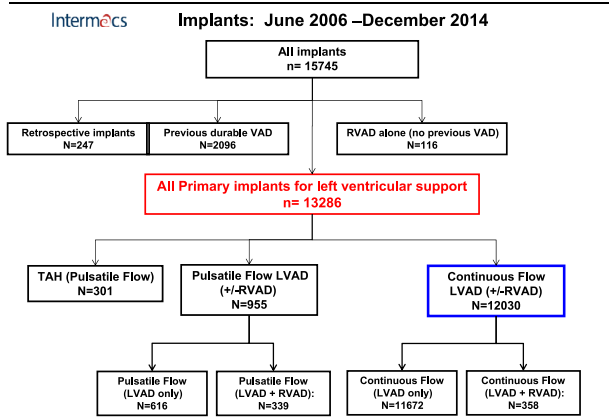 Intermacs
Implants: June 2006 –December 2014
All implants
n= 15745
Retrospective implants
N=247
Previous durable VAD
N=2096
RVAD alone (no previous VAD)
N=116
All Primary implants for left ventricular support
n= 13286
TAH (Pulsatile Flow)
N=301
Pulsatile Flow LVAD
(+/-RVAD)
N=955
Continuous Flow
LVAD (+/-RVAD)
N=12030
Pulsatile Flow
(LVAD only)
N=616
Pulsatile Flow
(LVAD + RVAD):
N=339
Continuous Flow
(LVAD only)
N=11672
Continuous Flow
(LVAD + RVAD):
N=358